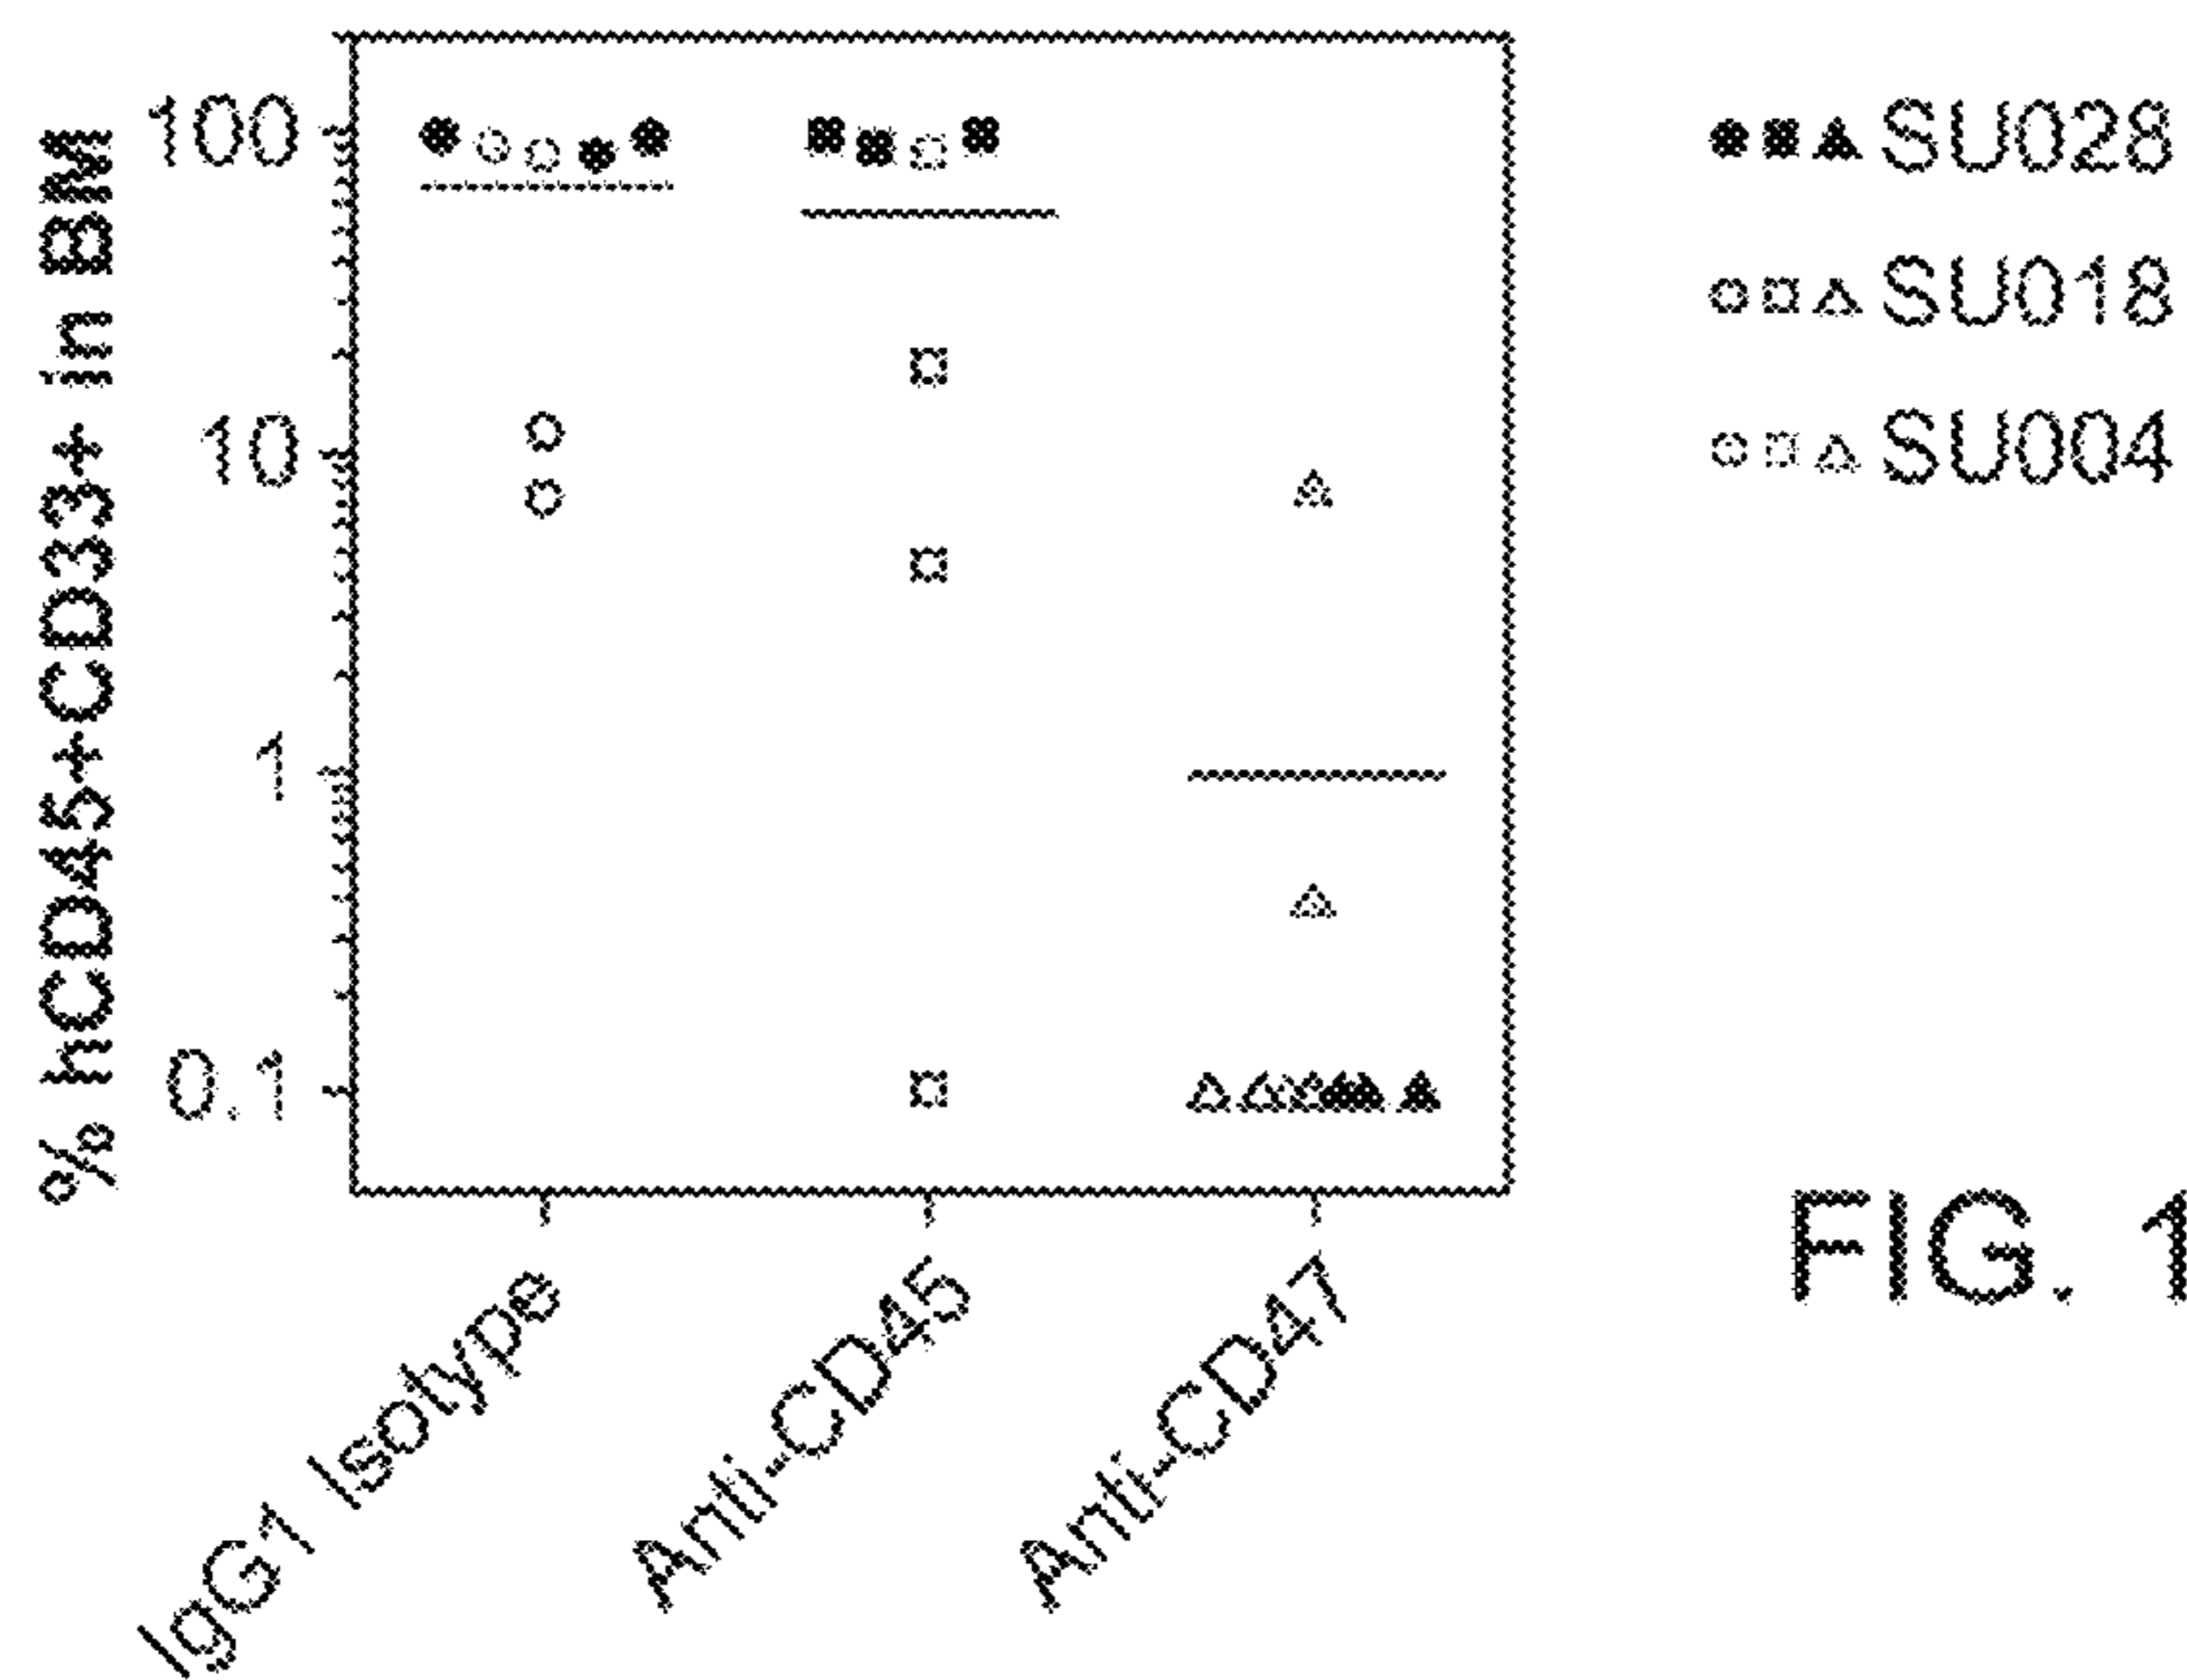 % hCD45+CD33+ in BM
100
10
1
0.1
IgG1 Isotype
Anti-CD45
Anti-CD47
SU028
SU018
SU004
FIG. 1